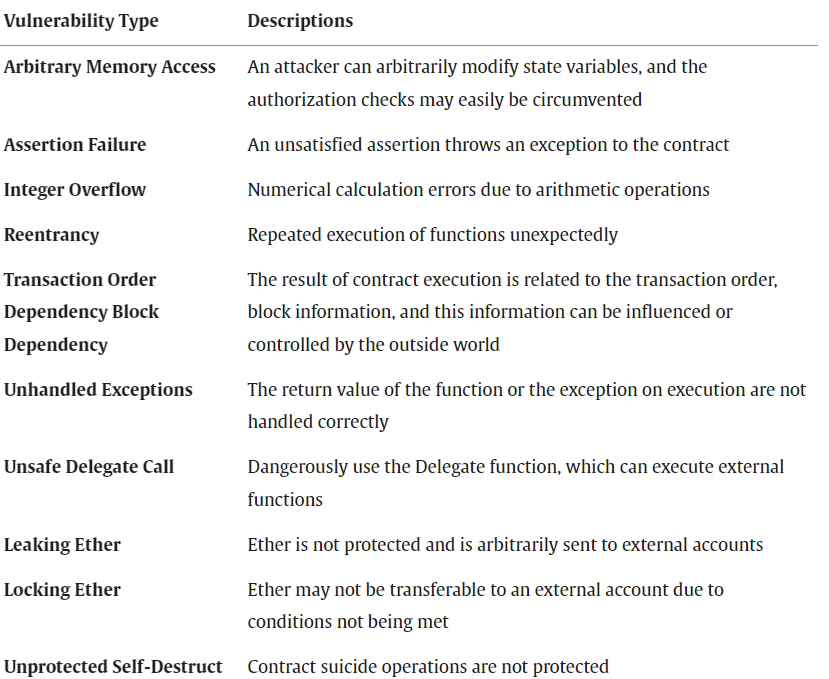 Vulnerability Type Descriptions
Arbitrary Memory Access An attacker can arbitrarily modify state variables, and the
authorization checks may easily be circumvented
Assertion Failure An unsatisfied assertion throws an exception to the contract
Integer Overflow Numerical calculation errors due to arithmetic operations
Reentrancy Repeated execution of functions unexpectedly
Transaction Order The result of contract execution is related to the transaction order,
Dependency Block block information, and this information can be influenced or
Dependency controlled by the outside world
Unhandled Exceptions The return value of the function or the exception on execution are not
handled correctly
Unsafe Delegate Call Dangerously use the Delegate function, which can execute external
functions
Leaking Ether Ether is not protected and is arbitrarily sent to external accounts
Locking Ether Ether may not be transferable to an external account due to
conditions not being met
Unprotected Self-Destruct Contract suicide operations are not protected